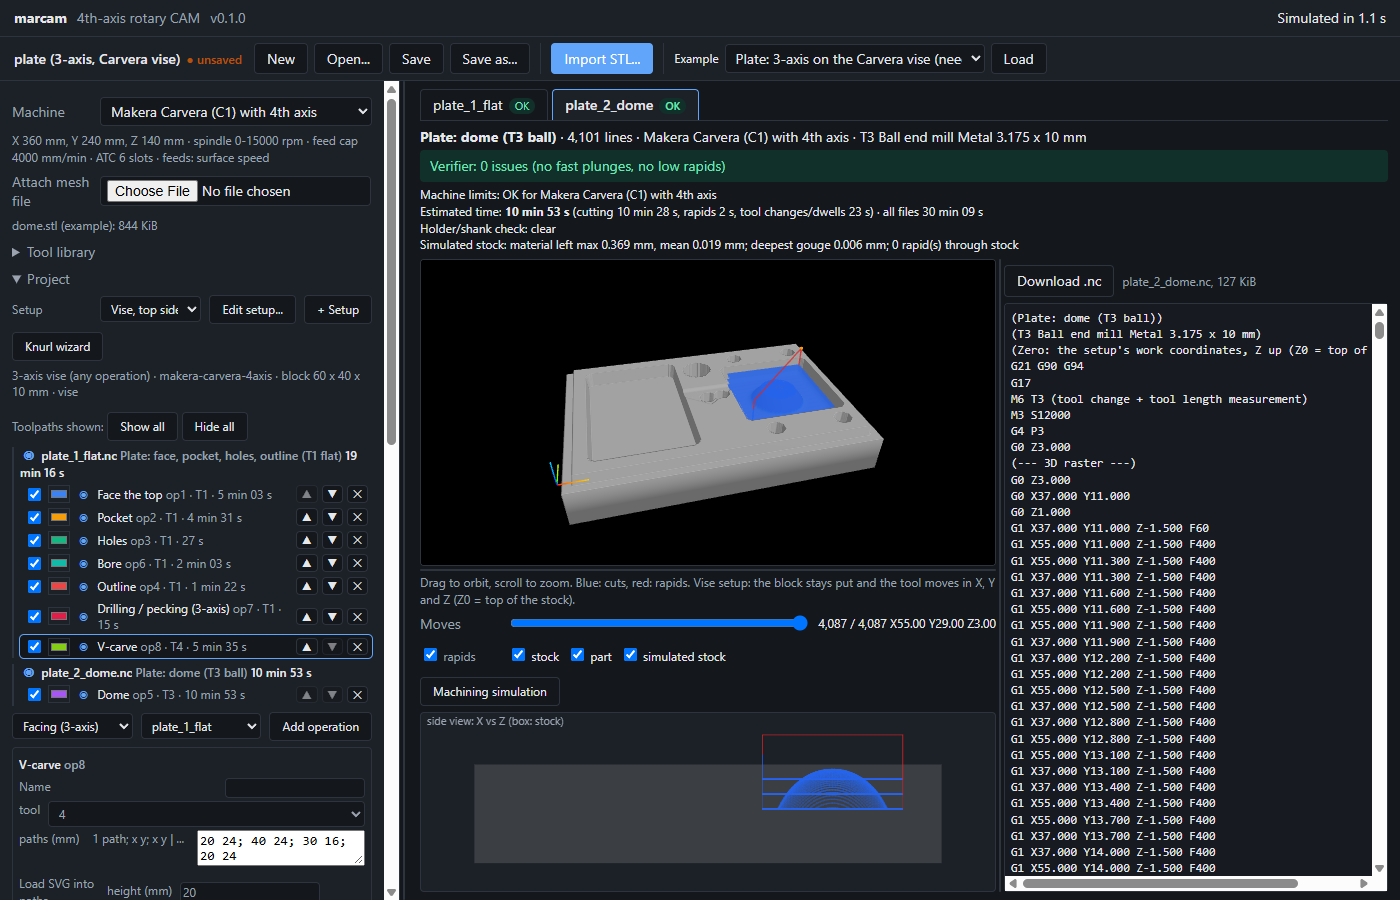 marcam 4th-axis rotary CAM v0.1.0
Simulated in 1.1 s
plate (3-axis, Carvera vise) unsaved New Open... Save Save as... Import STL... Example Plate: 3-axis on the Carvera vise (nee Load
Machine Makera Carvera (C1) with 4th axis
X 360 mm, Y 240 mm, Z 140 mm · spindle 0-15000 rpm · feed cap
4000 mm/min · ATC 6 slots · feeds: surface speed
Attach mesh file Choose File No file chosen
dome.stl (example): 844 KiB
Tool library
Project
Setup Vise, top side Edit setup... + Setup
Knurl wizard
3-axis vise (any operation) · makera-carvera-4axis · block 60 x 40 x
10 mm · vise
Toolpaths shown: Show all Hide all
plate_1_flat.nc Plate: face, pocket, holes, outline (T1 flat) 19
min 16 s
Face the top op1 · T1 · 5 min 03 s
Pocket op2 · T1 · 4 min 31 s
Holes op3 · T1 · 27 s
Bore op6 · T1 · 2 min 03 s
Outline op4 · T1 · 1 min 22 s
Drilling / pecking (3-axis) op7 · T1 ·
15 s
V-carve op8 · T4 · 5 min 35 s
plate_2_dome.nc Plate: dome (T3 ball) 10 min 53 s
Dome op5 · T3 · 10 min 53 s
Facing (3-axis) plate_1_flat Add operation
V-carve op8
Name
tool 4
paths (mm) 1 path; x y; x y | ... 20 24; 40 24; 30 16;
20 24
Load SVG into
height (mm) 20
plate_1_flat OK plate_2_dome OK
Plate: dome (T3 ball) · 4,101 lines · Makera Carvera (C1) with 4th axis · T3 Ball end mill Metal 3.175 x 10 mm
Verifier: 0 issues (no fast plunges, no low rapids)
Machine limits: OK for Makera Carvera (C1) with 4th axis
Estimated time: 10 min 53 s (cutting 10 min 28 s, rapids 2 s, tool changes/dwells 23 s) · all files 30 min 09 s
Holder/shank check: clear
Simulated stock: material left max 0.369 mm, mean 0.019 mm; deepest gouge 0.006 mm; 0 rapid(s) through stock
Drag to orbit, scroll to zoom. Blue: cuts, red: rapids. Vise setup: the block stays put and the tool moves in X, Y
and Z (Z0 = top of the stock).
Moves 4,087 / 4,087 X55.00 Y29.00 Z3.00
rapids stock part simulated stock
Machining simulation
side view: X vs Z (box: stock)
Download .nc plate_2_dome.nc, 127 KiB
(Plate: dome (T3 ball))
(T3 Ball end mill Metal 3.175 x 10 mm)
(Zero: the setup's work coordinates, Z up (Z0 = top of
G21 G90 G94
G17
M6 T3 (tool change + tool length measurement)
M3 S12000
G4 P3
G0 Z3.000
(--- 3D raster ---)
G0 Z3.000
G0 X37.000 Y11.000
G0 Z1.000
G1 X37.000 Y11.000 Z-1.500 F60
G1 X55.000 Y11.000 Z-1.500 F400
G1 X55.000 Y11.300 Z-1.500 F400
G1 X37.000 Y11.300 Z-1.500 F400
G1 X37.000 Y11.600 Z-1.500 F400
G1 X55.000 Y11.600 Z-1.500 F400
G1 X55.000 Y11.900 Z-1.500 F400
G1 X37.000 Y11.900 Z-1.500 F400
G1 X37.000 Y12.200 Z-1.500 F400
G1 X55.000 Y12.200 Z-1.500 F400
G1 X55.000 Y12.500 Z-1.500 F400
G1 X37.000 Y12.500 Z-1.500 F400
G1 X37.000 Y12.800 Z-1.500 F400
G1 X55.000 Y12.800 Z-1.500 F400
G1 X55.000 Y13.100 Z-1.500 F400
G1 X37.000 Y13.100 Z-1.500 F400
G1 X37.000 Y13.400 Z-1.500 F400
G1 X55.000 Y13.400 Z-1.500 F400
G1 X55.000 Y13.700 Z-1.500 F400
G1 X37.000 Y13.700 Z-1.500 F400
G1 X37.000 Y14.000 Z-1.500 F400
G1 X55.000 Y14.000 Z-1.500 F400